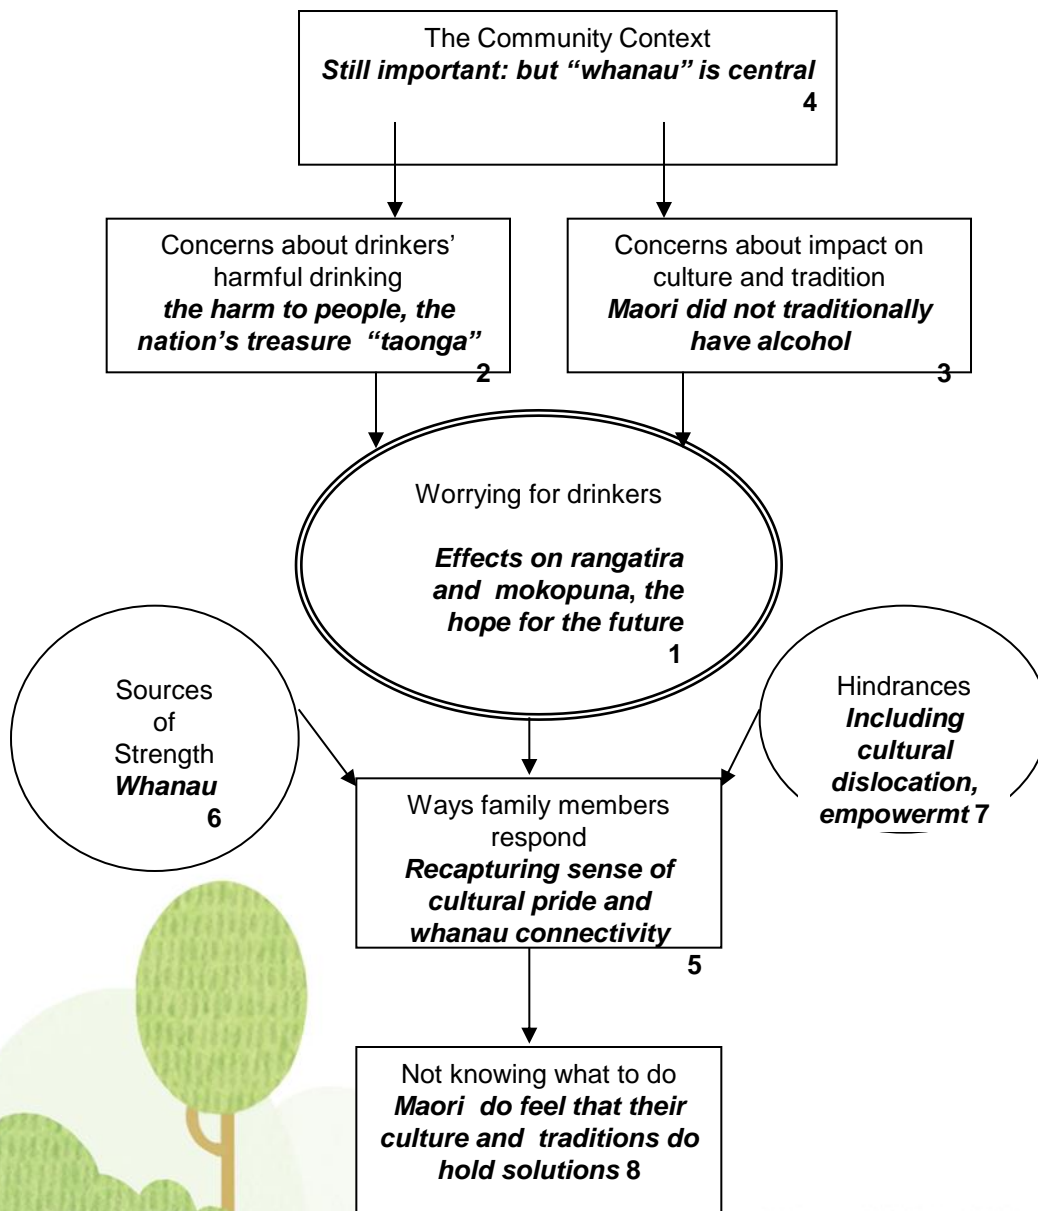 The Community Context
Still important: but “whanau” is central
4
Concerns about drinkers’
harmful drinking
the harm to people, the
nation’s treasure “taonga”
2
Concerns about impact on
culture and tradition
Maori did not traditionally
have alcohol
3
Worrying for drinkers
Effects on rangatira
and mokopuna, the
hope for the future
1
Sources
of
Strength
Whanau
6
Hindrances
Including
cultural
dislocation,
empowermt 7
Ways family members
respond
Recapturing sense of
cultural pride and
whanau connectivity
5
Not knowing what to do
Maori do feel that their
culture and traditions do
hold solutions 8